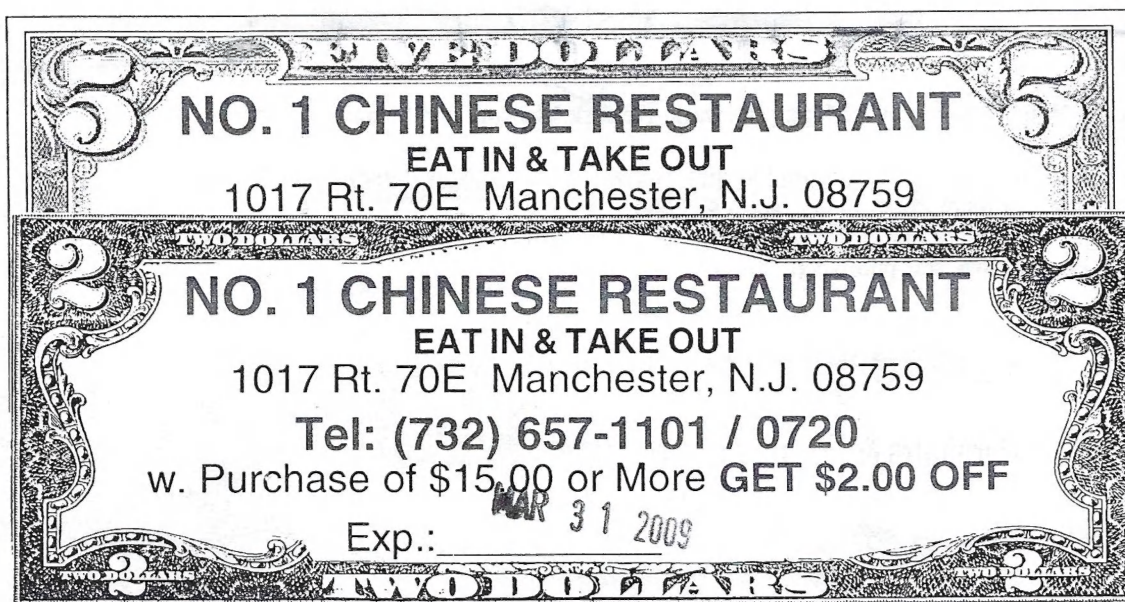 5 FIVE DOLLARS 5
NO. 1 CHINESE RESTAURANT
EAT IN & TAKE OUT
1017 Rt. 70E Manchester, N.J. 08759
2 TWO DOLLARS TWO DOLLARS 2
NO. 1 CHINESE RESTAURANT
EAT IN & TAKE OUT
1017 Rt. 70E Manchester, N.J. 08759
Tel: (732) 657-1101 / 0720
w. Purchase of $15.00 or More GET $2.00 OFF
MAR 31 2009
Exp.:
2 TWO DOLLARS TWO DOLLARS 2 TWO DOLLARS